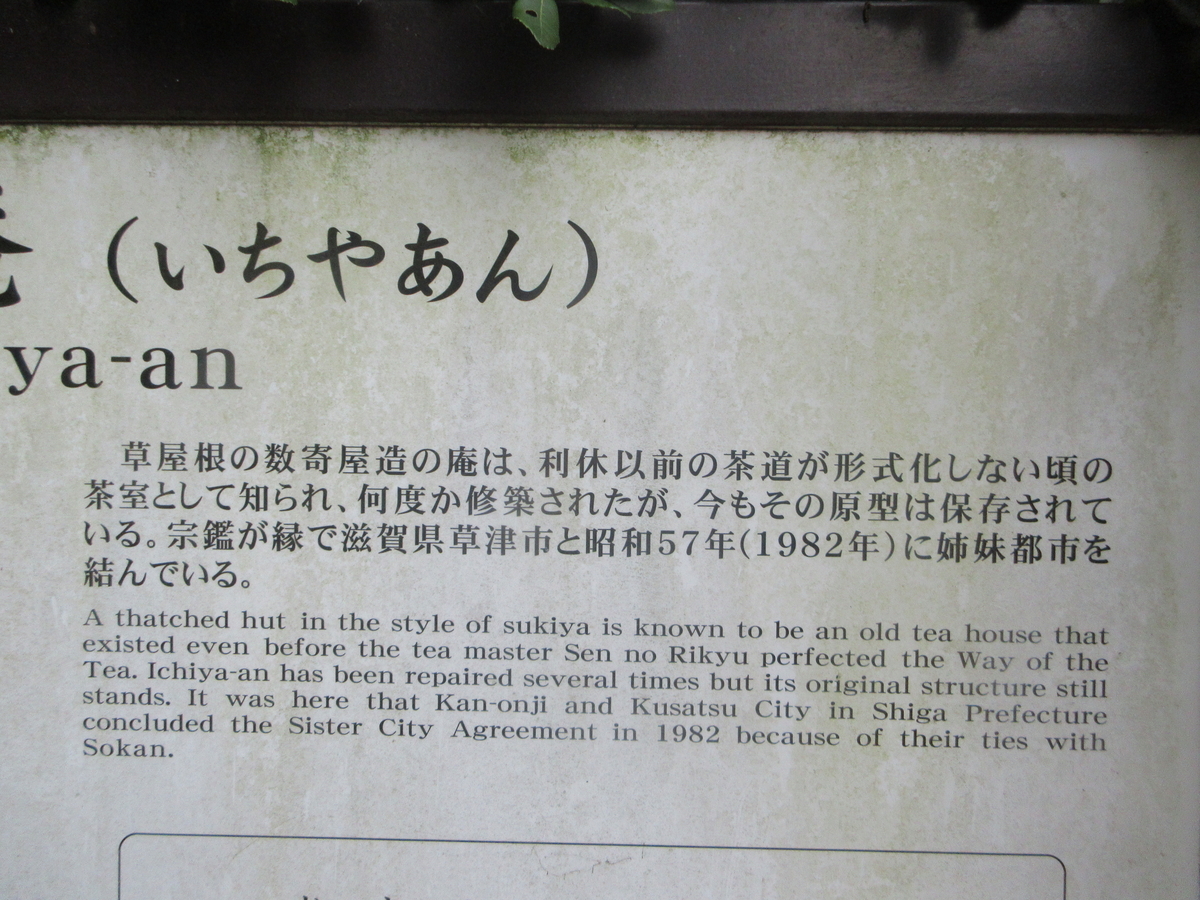 （いちやあん）
ya-an
草屋根の数寄屋造の庵は、利休以前の茶道が形式化しない頃の
茶室として知られ、何度か修築されたが、今もその原型は保存されて
いる。宗鑑が縁で滋賀県草津市と昭和57年(1982年)に姉妹都市を
結んでいる。
A thatched hut in the style of sukiya is known to be an old tea house that
existed even before the tea master Sen no Rikyu perfected the Way of the
Tea. Ichiya-an has been repaired several times but its original structure still
stands. It was here that Kan-onji and Kusatsu City in Shiga Prefecture
concluded the Sister City Agreement in 1982 because of their ties with
Sokan.